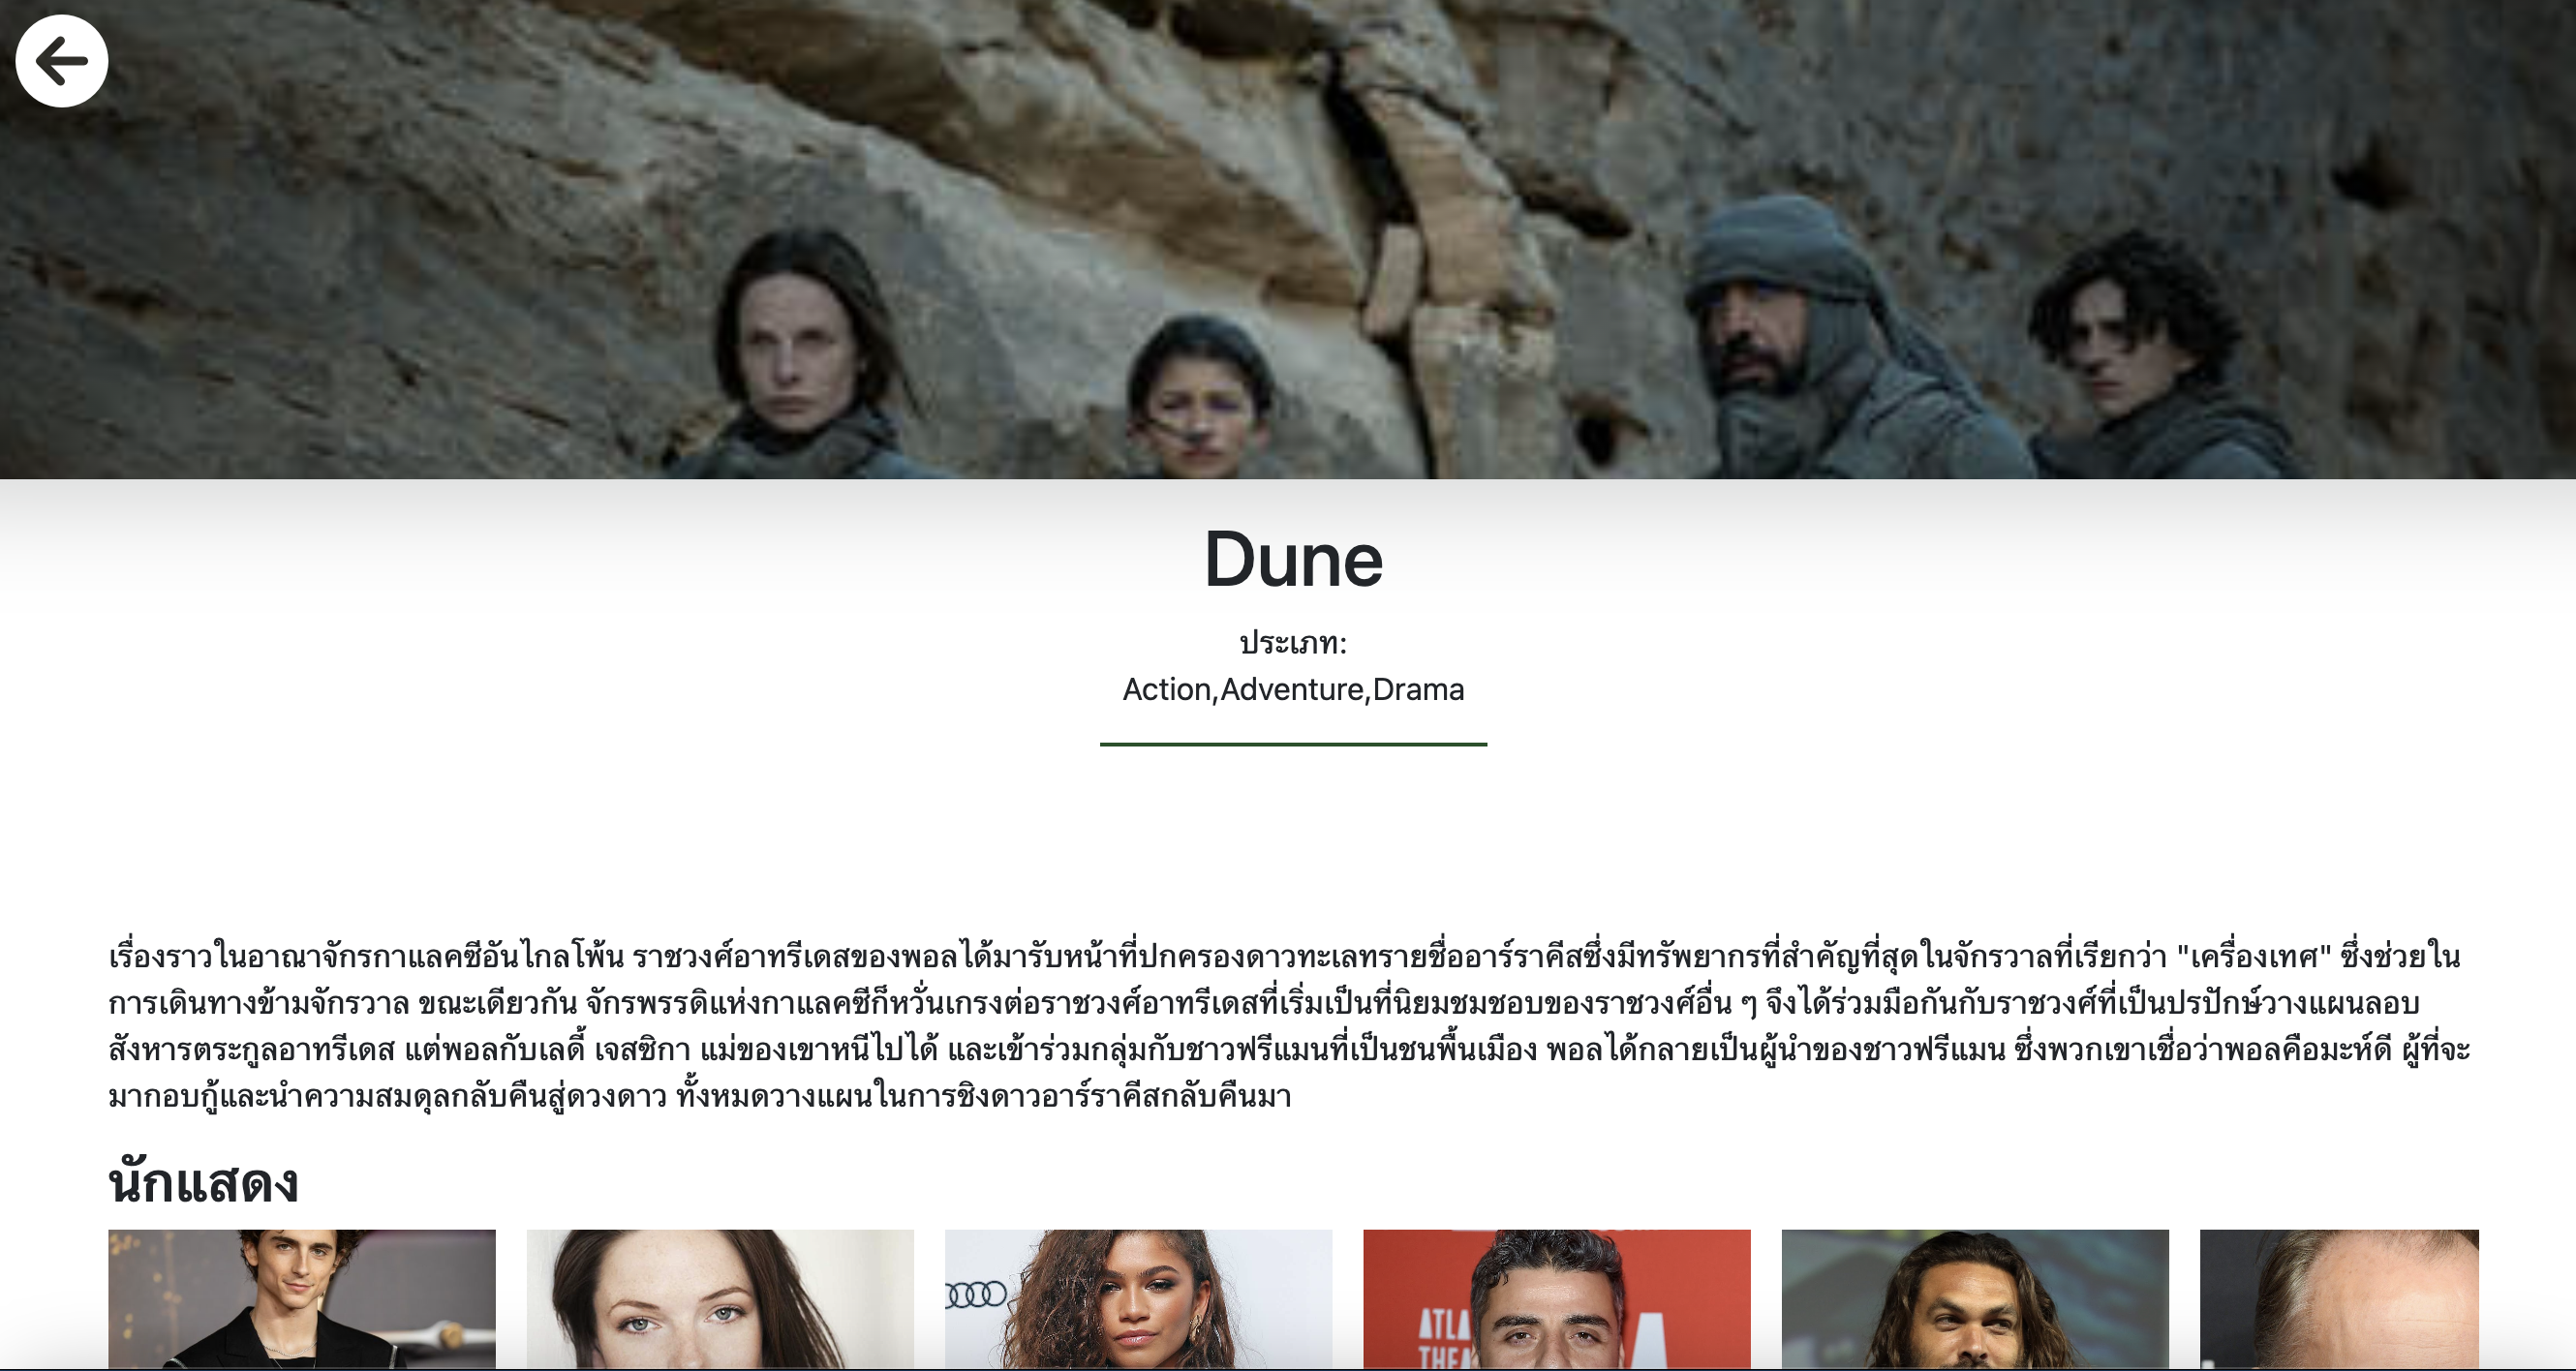 Dune
ประเภท:
Action,Adventure,Drama
เรื่องราวในอาณาจักรกาแลคซีอันไกลโพ้น ราชวงศ์อาทรีเดสของพอลได้มารับหน้าที่ปกครองดาวทะเลทรายชื่ออาร์ราคีสซึ่งมีทรัพยากรที่สำคัญที่สุดในจักรวาลที่เรียกว่า "เครื่องเทศ" ซึ่งช่วยใน
การเดินทางข้ามจักรวาล ขณะเดียวกัน จักรพรรดิแห่งกาแลคซีก็หวั่นเกรงต่อราชวงศ์อาทรีเดสที่เริ่มเป็นที่นิยมชมชอบของราชวงศ์อื่น ๆ จึงได้ร่วมมือกันกับราชวงศ์ที่เป็นปรปักษ์วางแผนลอบ
สังหารตระกูลอาทรีเดส แต่พอลกับเลดี้ เจสซิกา แม่ของเขาหนีไปได้ และเข้าร่วมกลุ่มกับชาวฟรีแมนที่เป็นชนพื้นเมือง พอลได้กลายเป็นผู้นำของชาวฟรีแมน ซึ่งพวกเขาเชื่อว่าพอลคือมะห์ดี ผู้ที่จะ
มากอบกู้และนำความสมดุลกลับคืนสู่ดวงดาว ทั้งหมดวางแผนในการชิงดาวอาร์ราคีสกลับคืนมา
นักแสดง
ATLA
THEA